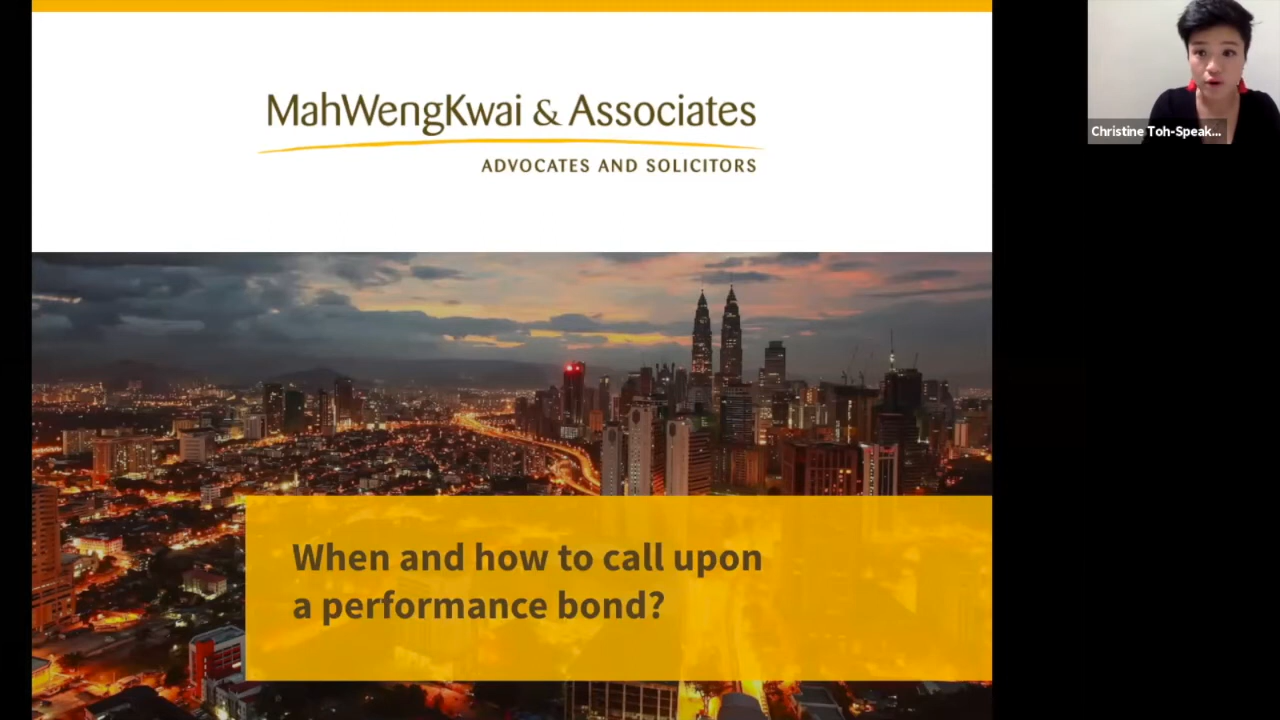 MahWengKwai & Associates
ADVOCATES AND SOLICITORS
Christine Toh-Speak...
When and how to call upon
a performance bond?